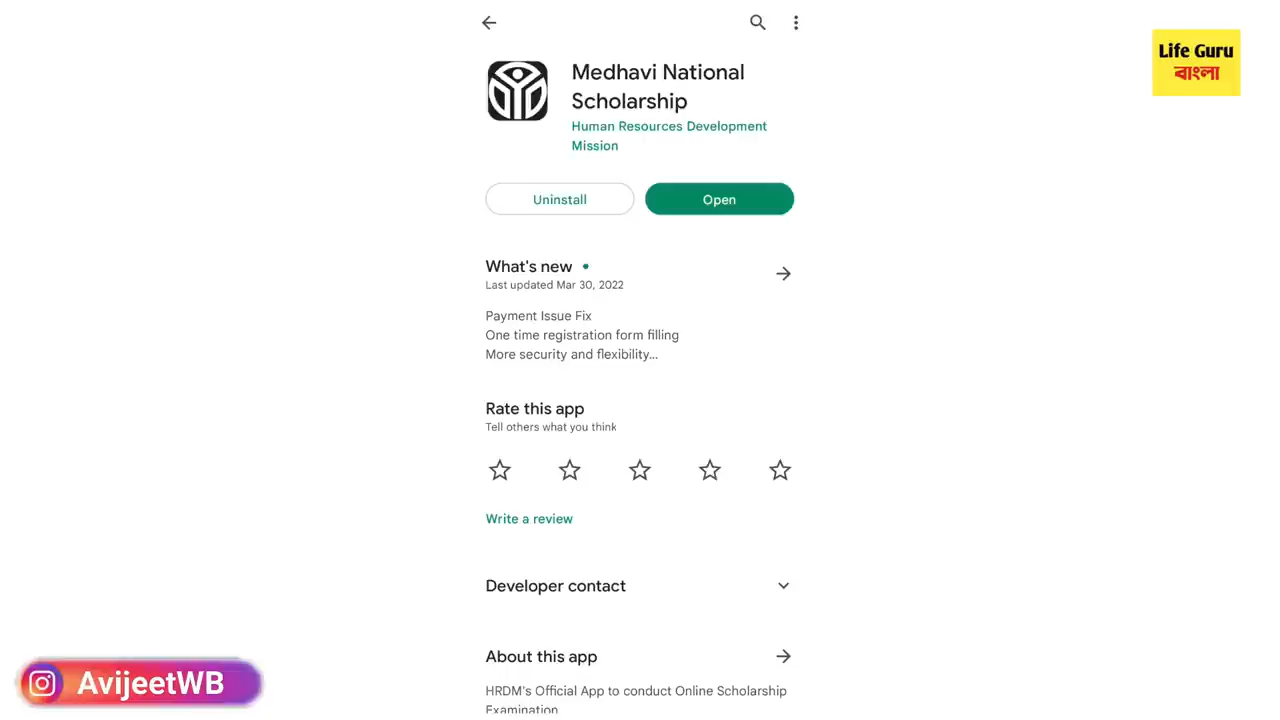 Life Guru
বাংলা
Medhavi National
Scholarship
Human Resources Development
Mission
Uninstall
Open
What's new
Last updated Mar 30, 2022
Payment Issue Fix
One time registration form filling
More security and flexibility...
Rate this app
Tell others what you think
Write a review
Developer contact
About this app
HRDM's Official App to conduct Online Scholarship
Examination
AvijeetWB